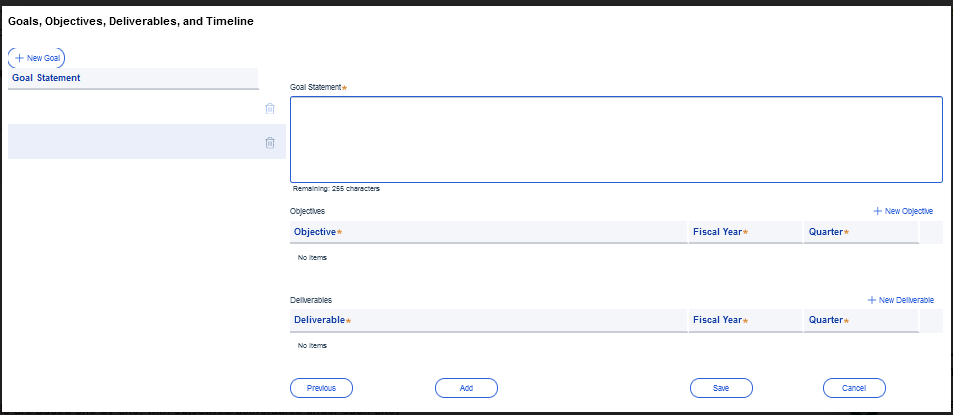 Goals, Objectives, Deliverables, and Timeline
+ New Goal
Goal Statement
Goal Statement*
Remaining: 255 characters
Objectives
+ New Objective
Objective* Fiscal Year* Quarter*
No items
Deliverables
+ New Deliverable
Deliverable* Fiscal Year* Quarter*
No items
Previous Add Save Cancel